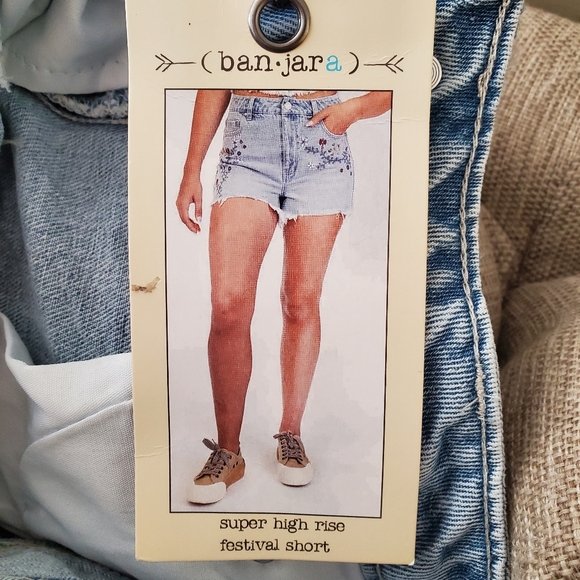 (ban·jara)
super high rise
festival short